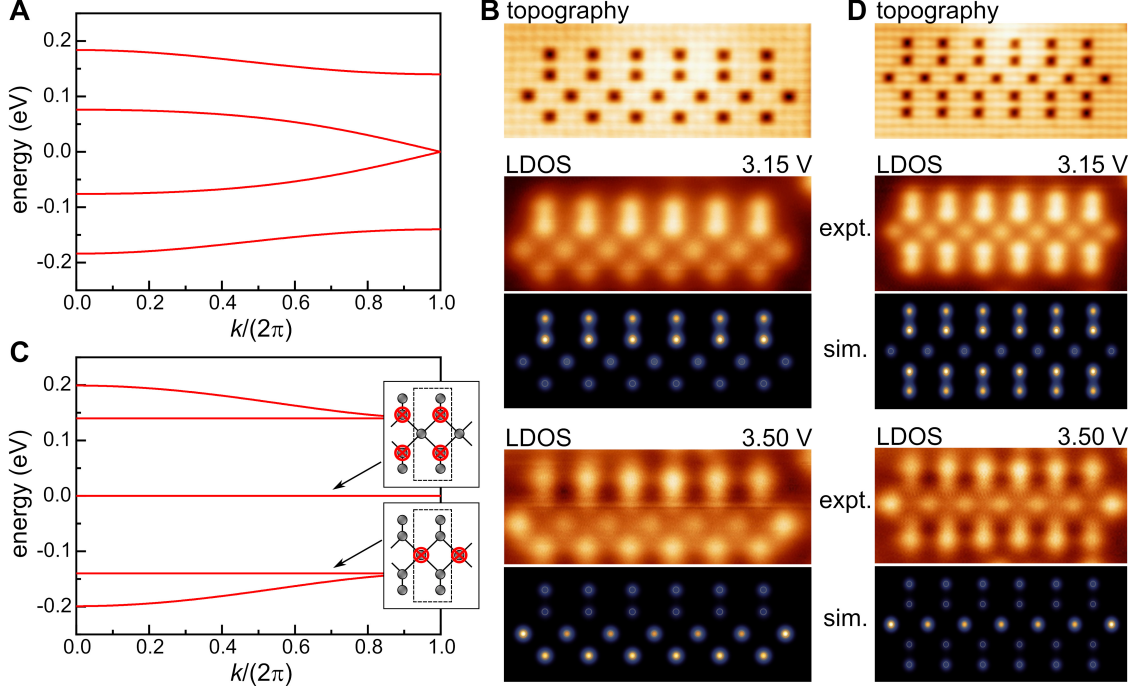 A
0.2
0.1
0.0
-0.1
-0.2
energy (eV)
0.0 0.2 0.4 0.6 0.8 1.0
k/(2π)
B topography
LDOS 3.15 V
expt.
sim.
LDOS 3.50 V
expt.
sim.
C
0.2
0.1
0.0
-0.1
-0.2
energy (eV)
0.0 0.2 0.4 0.6 0.8 1.0
k/(2π)
D topography
LDOS 3.15 V
LDOS 3.50 V